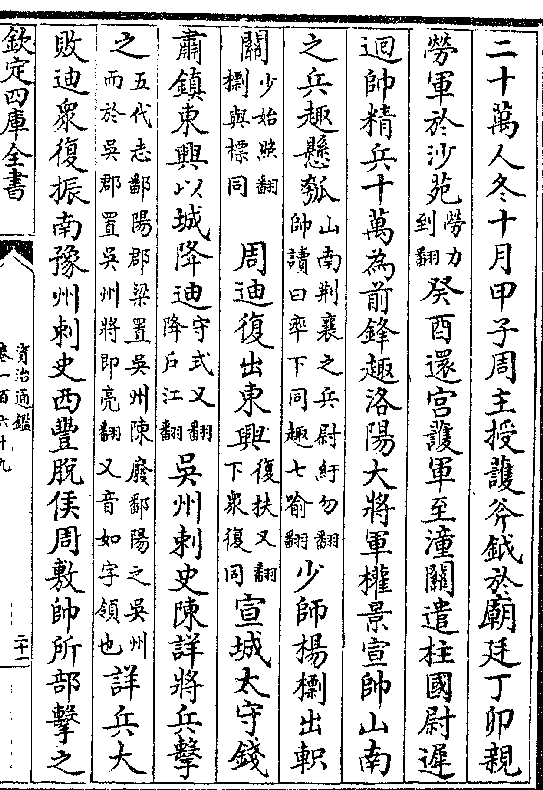 二十萬人冬十月甲子周主授護斧鉞於廟廷丁卯親
勞軍於沙苑勞力到翻癸酉還宮護軍至潼關遣柱國尉遲
迥帥精兵十萬為前鋒趣洛陽大將軍權景宣帥山南
之兵趣懸瓠山南荆襄之兵尉紆勿翻帥讀曰率下同趣七喻翻少師楊㯹出軹
關少始照翻㯹與標同 周迪復出東興復扶又翻下衆復同宣城太守錢
肅鎮東興以城降迪守式又翻降戶江翻吳州刺史陳詳將兵擊
之五代志鄱陽郡梁置吳州陳廢鄱陽之吳州而於吳郡置吳州將即亮翻又音如字領也詳兵大
敗迪衆復振南豫州刺史西豐脫侯周敷帥所部擊之
欽定四庫全書
資治通鑑
卷一百六十九
二十一